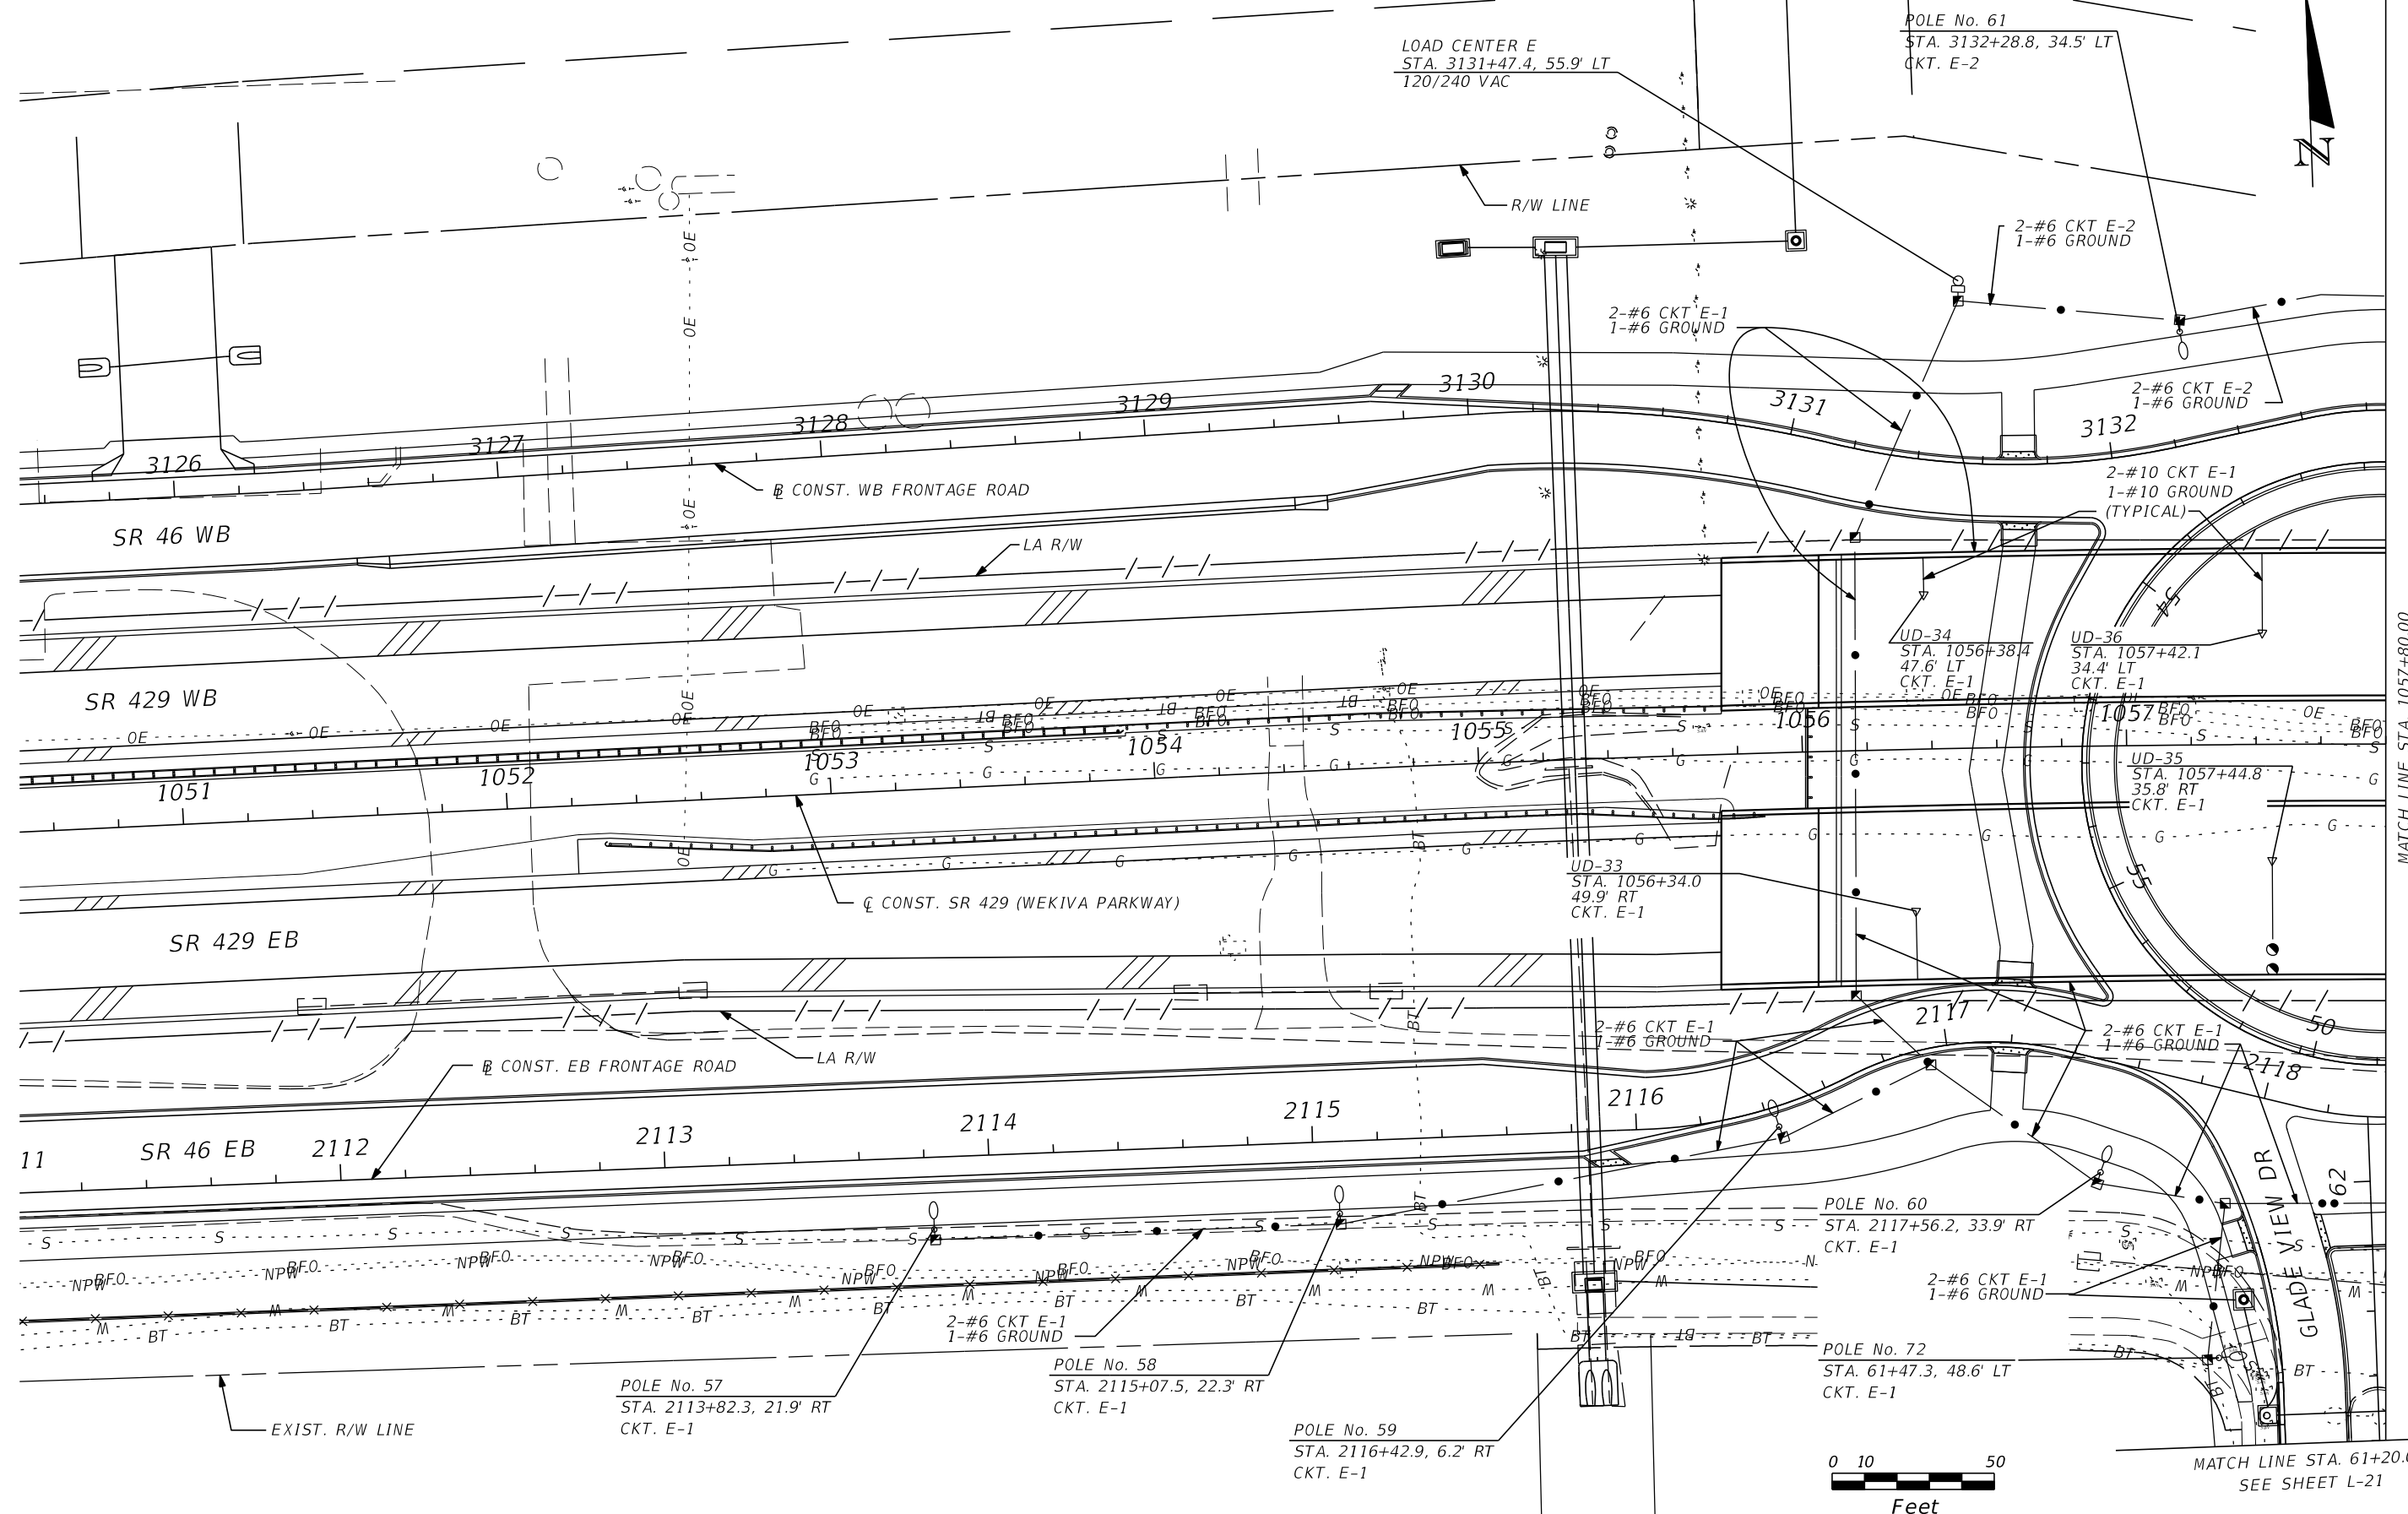 POLE No. 61
STA. 3132+28.8, 34.5' LT
CKT. E-2
LOAD CENTER E
STA. 3131+47.4, 55.9' LT
120/240 VAC
N
R/W LINE
2-#6 CKT E-2
1-#6 GROUND
2-#6 CKT E-1
1-#6 GROUND
2-#6 CKT E-2
1-#6 GROUND
3126
3127
3128
3129
3130
3131
3132
℄ CONST. WB FRONTAGE ROAD
2-#10 CKT E-1
1-#10 GROUND
(TYPICAL)
SR 46 WB
LA R/W
54
UD-34
STA. 1056+38.4
47.6' LT
CKT. E-1
UD-36
STA. 1057+42.1
34.4' LT
CKT. E-1
MATCH LINE STA. 1057+80.00
SR 429 WB
OE
BFO
BT
S
G
1051
1052
1053
1054
1055
1056
1057
UD-35
STA. 1057+44.8
35.8' RT
CKT. E-1
UD-33
STA. 1056+34.0
49.9' RT
CKT. E-1
55
℄ CONST. SR 429 (WEKIVA PARKWAY)
SR 429 EB
2-#6 CKT E-1
1-#6 GROUND
2-#6 CKT E-1
1-#6 GROUND
50
LA R/W
℄ CONST. EB FRONTAGE ROAD
11
SR 46 EB
2112
2113
2114
2115
2116
2117
2118
GLADE VIEW DR
62
NPW
BFO
W
BT
POLE No. 60
STA. 2117+56.2, 33.9' RT
CKT. E-1
2-#6 CKT E-1
1-#6 GROUND
2-#6 CKT E-1
1-#6 GROUND
POLE No. 72
STA. 61+47.3, 48.6' LT
CKT. E-1
POLE No. 58
STA. 2115+07.5, 22.3' RT
CKT. E-1
POLE No. 57
STA. 2113+82.3, 21.9' RT
CKT. E-1
POLE No. 59
STA. 2116+42.9, 6.2' RT
CKT. E-1
EXIST. R/W LINE
0 10 50
Feet
MATCH LINE STA. 61+20.0
SEE SHEET L-21